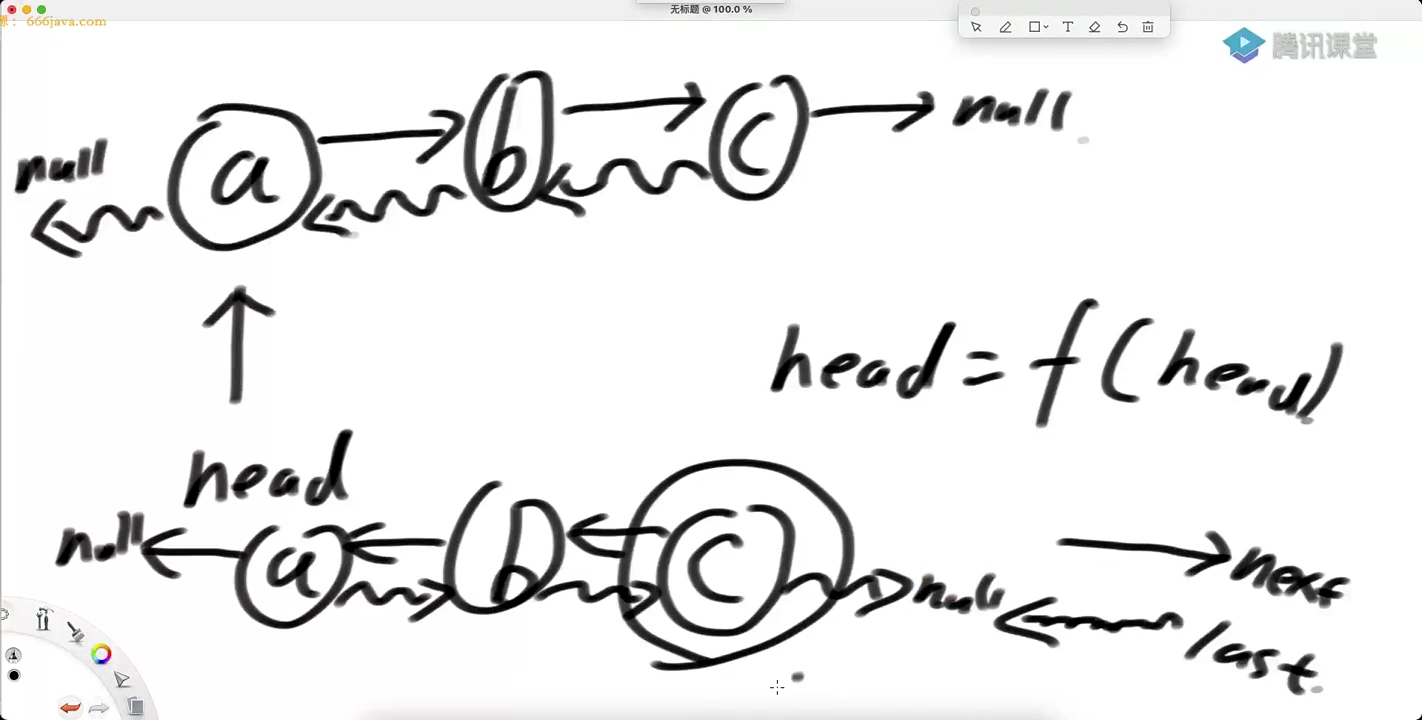 无标题 @ 100.0 %
源：666java.com
T
腾讯课堂
null a b c null
head = f(head)
head
null a b c null
next
last